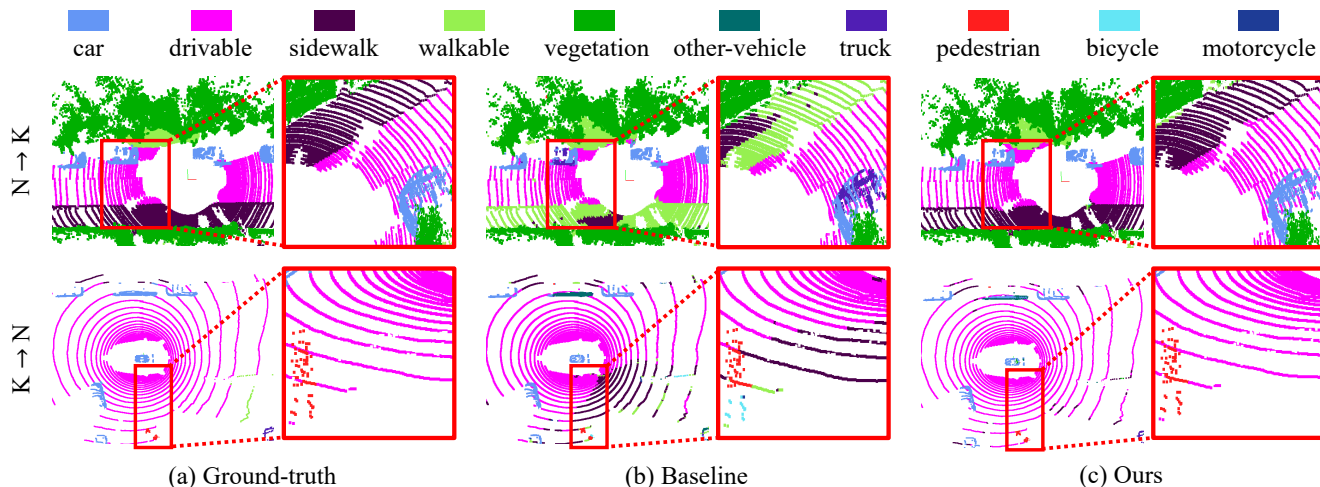 car drivable sidewalk walkable vegetation other-vehicle truck pedestrian bicycle motorcycle
N → K
K → N
(a) Ground-truth (b) Baseline (c) Ours